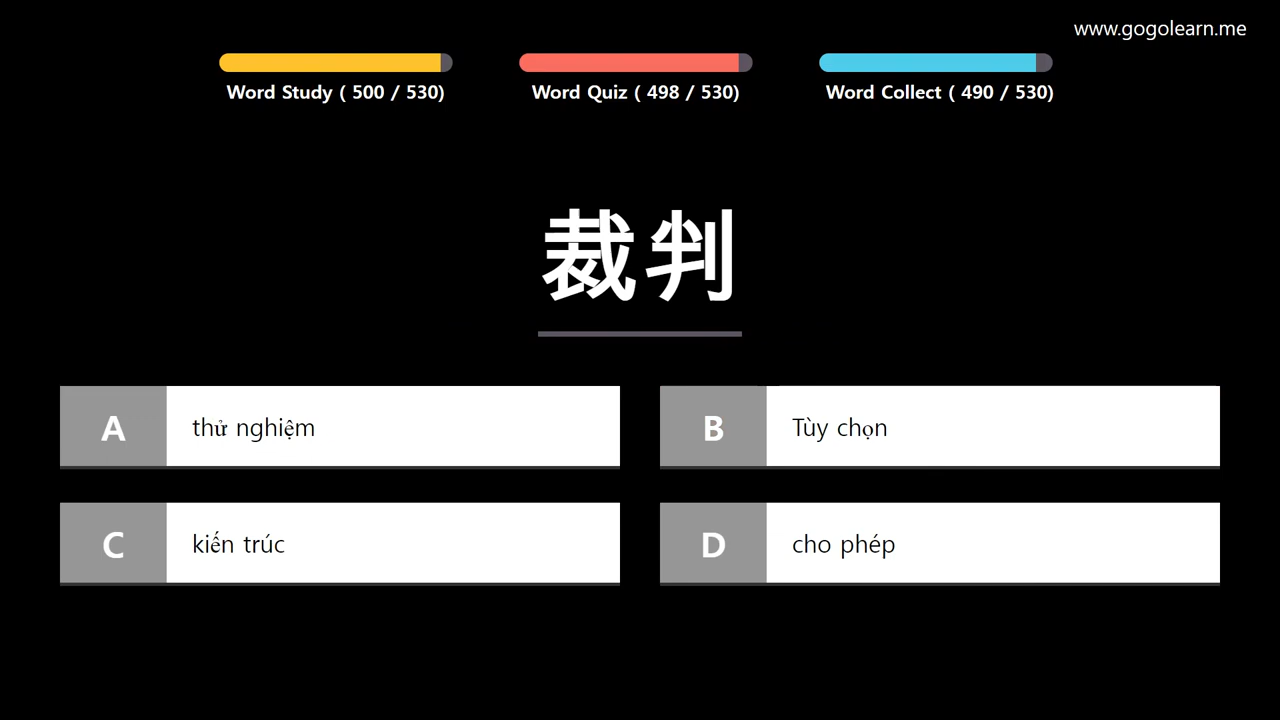 www.gogolearn.me
Word Study ( 500 / 530)
Word Quiz ( 498 / 530)
Word Collect ( 490 / 530)
裁判
A thử nghiệm
B Tùy chọn
C kiến trúc
D cho phép